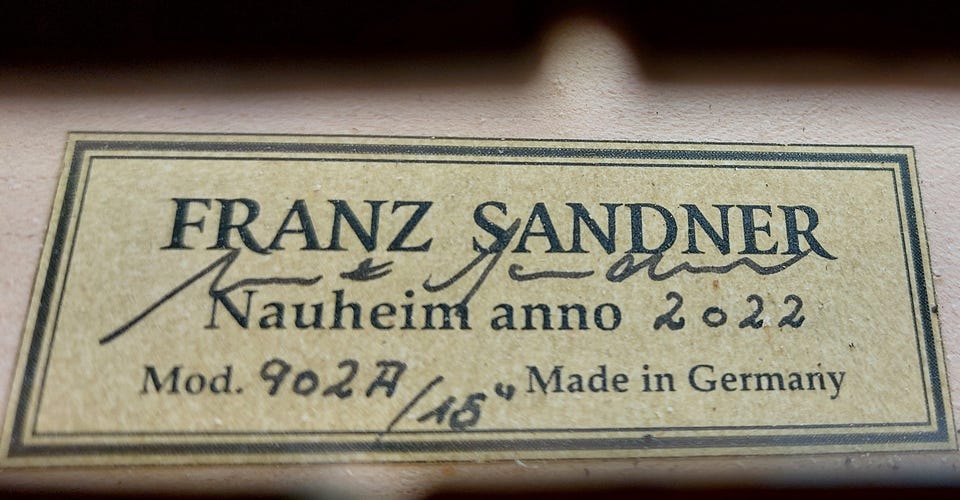 FRANZ SANDNER
Nauheim anno 2022
Mod. 902A/15" Made in Germany